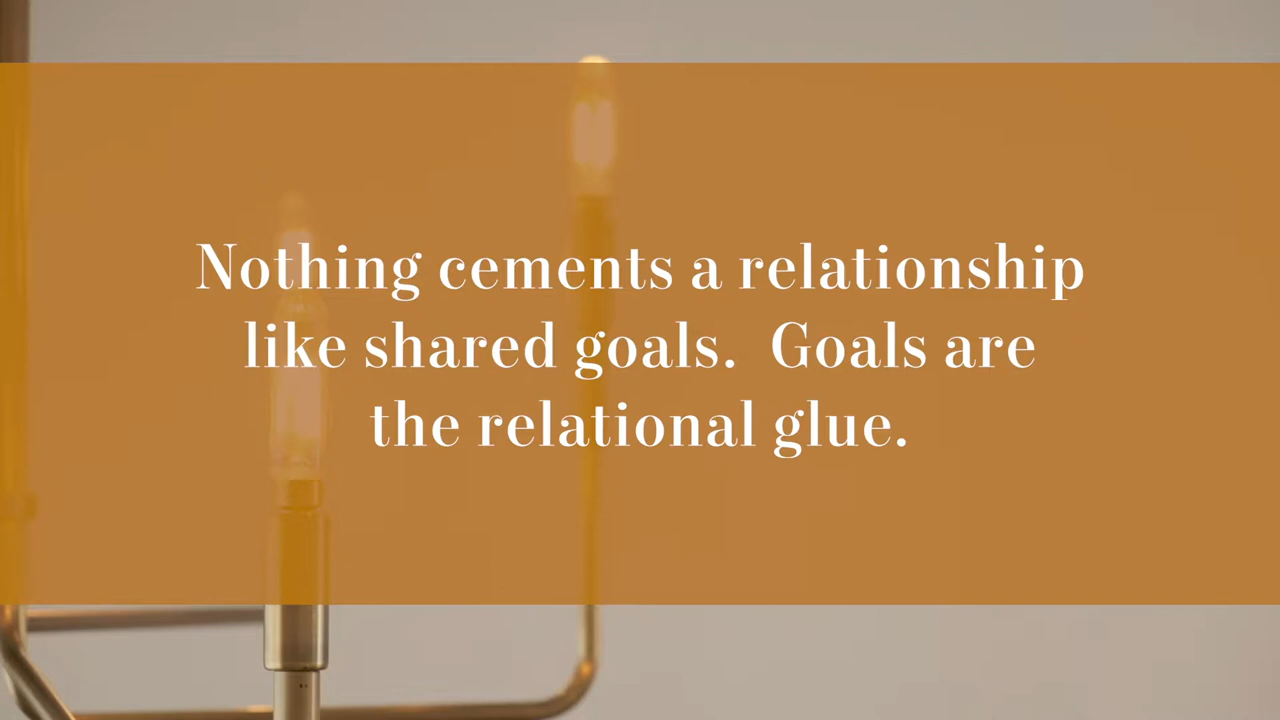 Nothing cements a relationship
like shared goals.  Goals are
the relational glue.